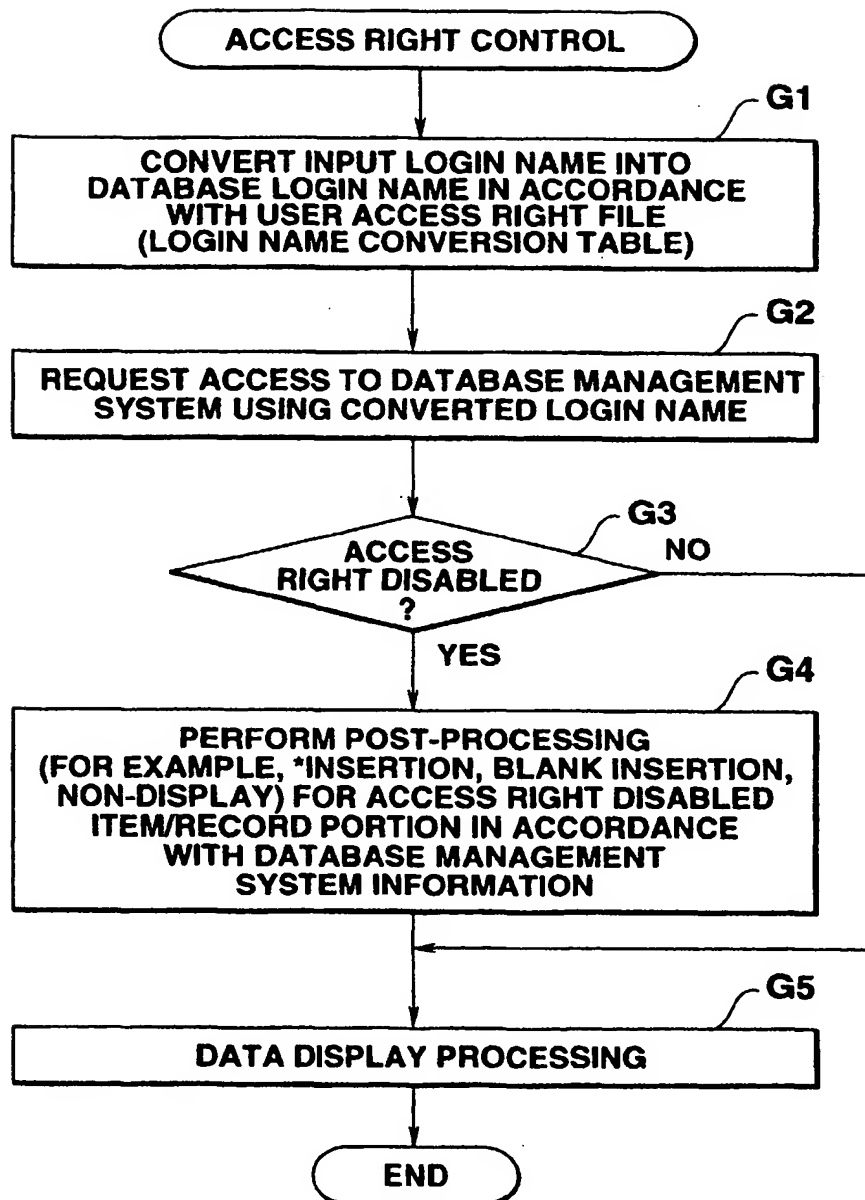 ACCESS RIGHT CONTROL
G1
CONVERT INPUT LOGIN NAME INTO
DATABASE LOGIN NAME IN ACCORDANCE
WITH USER ACCESS RIGHT FILE
(LOGIN NAME CONVERSION TABLE)
G2
REQUEST ACCESS TO DATABASE MANAGEMENT
SYSTEM USING CONVERTED LOGIN NAME
G3
ACCESS
RIGHT DISABLED
?
NO
YES
G4
PERFORM POST-PROCESSING
(FOR EXAMPLE, *INSERTION, BLANK INSERTION,
NON-DISPLAY) FOR ACCESS RIGHT DISABLED
ITEM/RECORD PORTION IN ACCORDANCE
WITH DATABASE MANAGEMENT
SYSTEM INFORMATION
G5
DATA DISPLAY PROCESSING
END